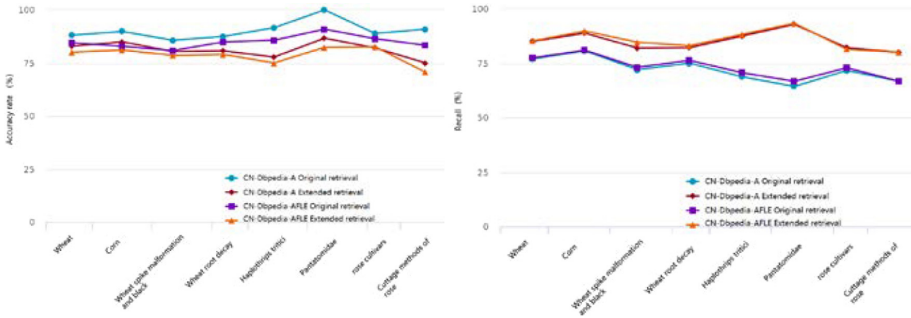 100
75
50
25
0
Accuracy rate (%)
CN-Dbpedia-A Original retrieval
CN-Dbpedia-A Extended retrieval
CN-Dbpedia-AFLE Original retrieval
CN-Dbpedia-AFLE Extended retrieval
Wheat
Corn
Wheat spike malformation
and black
Wheat root decay
Haplothrips tritici
Pantatomidae
rose cultivars
Cuttage methods of
rose
100
75
50
25
0
Recall (%)
CN-Dbpedia-A Original retrieval
CN-Dbpedia-A Extended retrieval
CN-Dbpedia-AFLE Original retrieval
CN-Dbpedia-AFLE Extended retrieval
Wheat
Corn
Wheat spike malformation
and black
Wheat root decay
Haplothrips tritici
Pantatomidae
rose cultivars
Cuttage methods of
rose